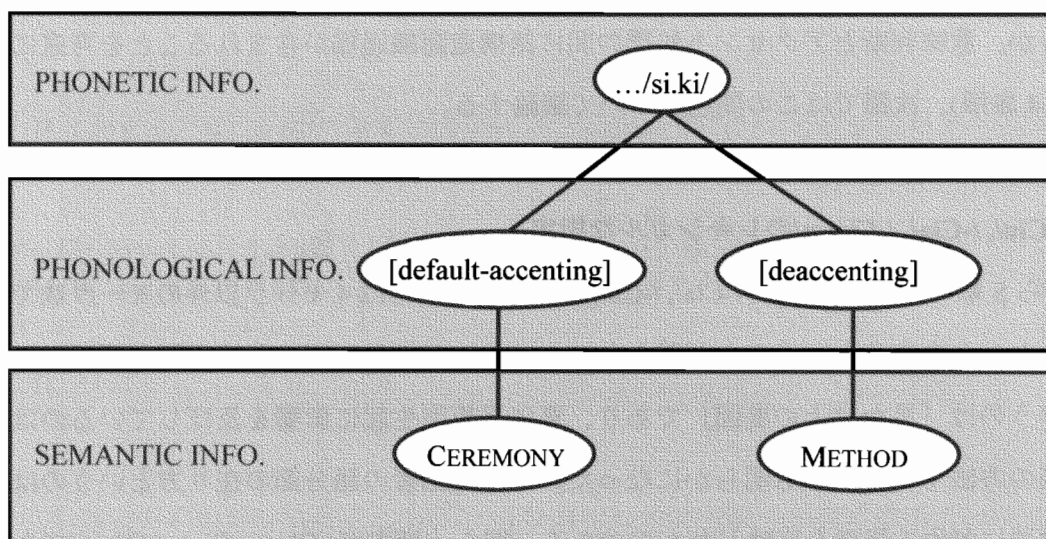 PHONETIC INFO.
.../si.ki/
PHONOLOGICAL INFO.
[default-accenting]
[deaccenting]
SEMANTIC INFO.
CEREMONY
METHOD